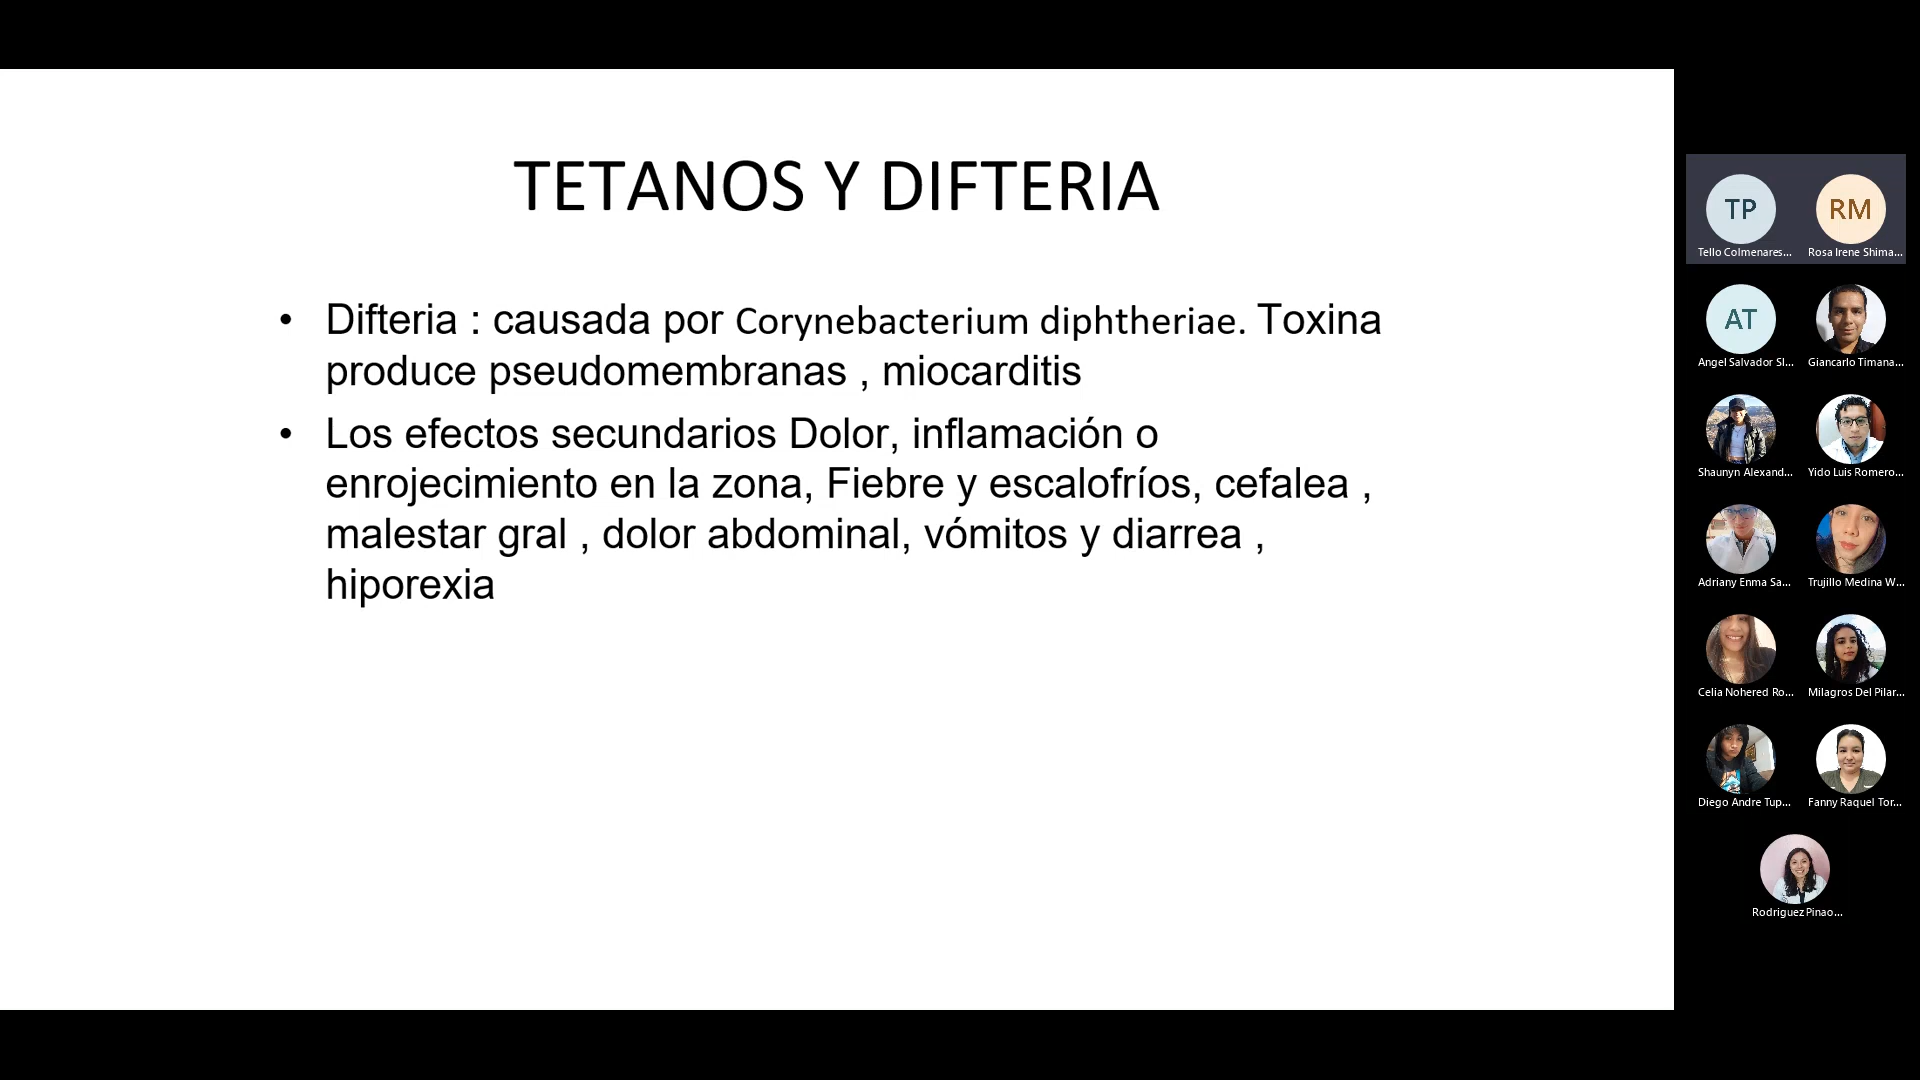 TETANOS Y DIFTERIA
• Difteria : causada por Corynebacterium diphtheriae. Toxina
produce pseudomembranas , miocarditis
• Los efectos secundarios Dolor, inflamación o
enrojecimiento en la zona, Fiebre y escalofríos, cefalea ,
malestar gral , dolor abdominal, vómitos y diarrea ,
hiporexia
TP
RM
Tello Colmenares...
Rosa Irene Shima...
AT
Angel Salvador Sl...
Giancarlo Timana...
Shaunyn Alexand...
Yido Luis Romero...
Adriany Enma Sa...
Trujillo Medina W...
Celia Nohered Ro...
Milagros Del Pilar...
Diego Andre Tup...
Fanny Raquel Tor...
Rodriguez Pinao...